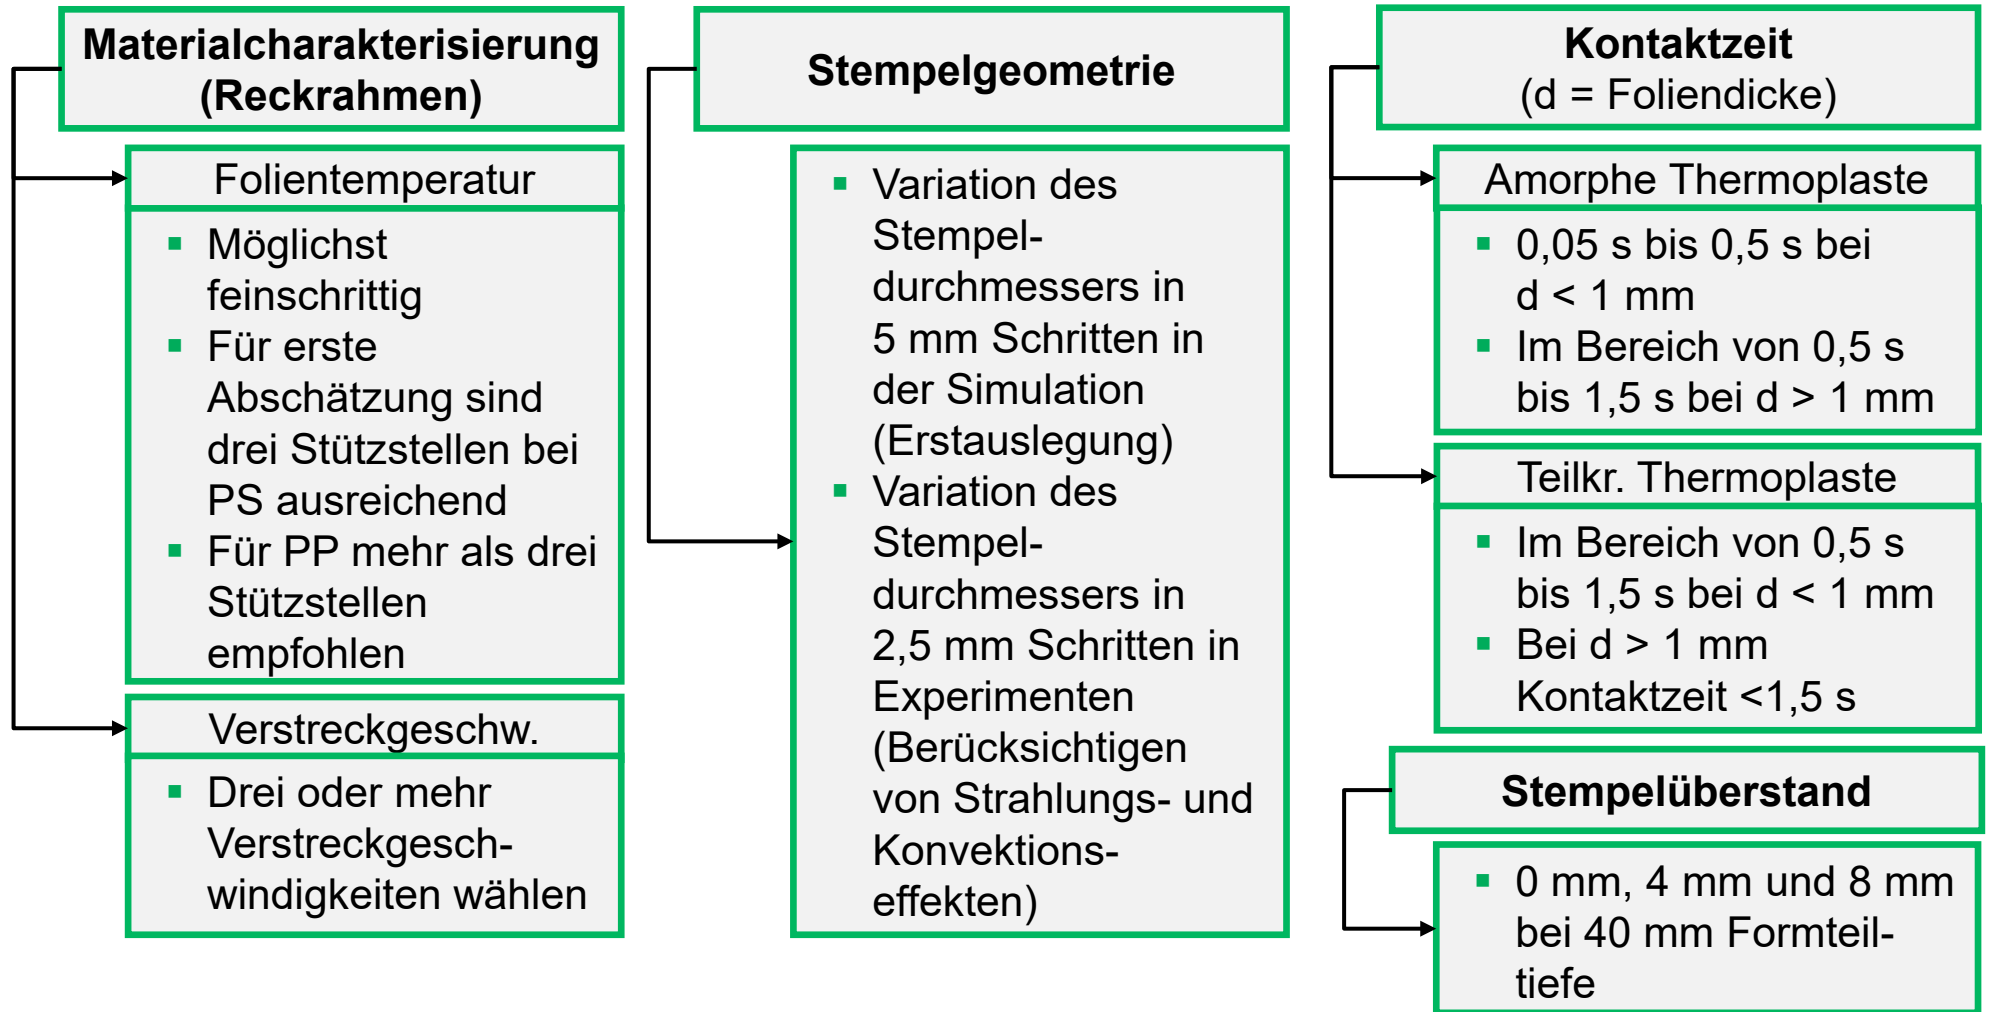 Materialcharakterisierung
(Reckrahmen)
Folientemperatur
▪ Möglichst
feinschrittig
▪ Für erste
Abschätzung sind
drei Stützstellen bei
PS ausreichend
▪ Für PP mehr als drei
Stützstellen
empfohlen
Verstreckgeschw.
▪ Drei oder mehr
Verstreckgesch-
windigkeiten wählen
Stempelgeometrie
▪ Variation des
Stempel-
durchmessers in
5 mm Schritten in
der Simulation
(Erstauslegung)
▪ Variation des
Stempel-
durchmessers in
2,5 mm Schritten in
Experimenten
(Berücksichtigen
von Strahlungs- und
Konvektions-
effekten)
Kontaktzeit
(d = Foliendicke)
Amorphe Thermoplaste
▪ 0,05 s bis 0,5 s bei
d < 1 mm
▪ Im Bereich von 0,5 s
bis 1,5 s bei d > 1 mm
Teilkr. Thermoplaste
▪ Im Bereich von 0,5 s
bis 1,5 s bei d < 1 mm
▪ Bei d > 1 mm
Kontaktzeit <1,5 s
Stempelüberstand
▪ 0 mm, 4 mm und 8 mm
bei 40 mm Formteil-
tiefe